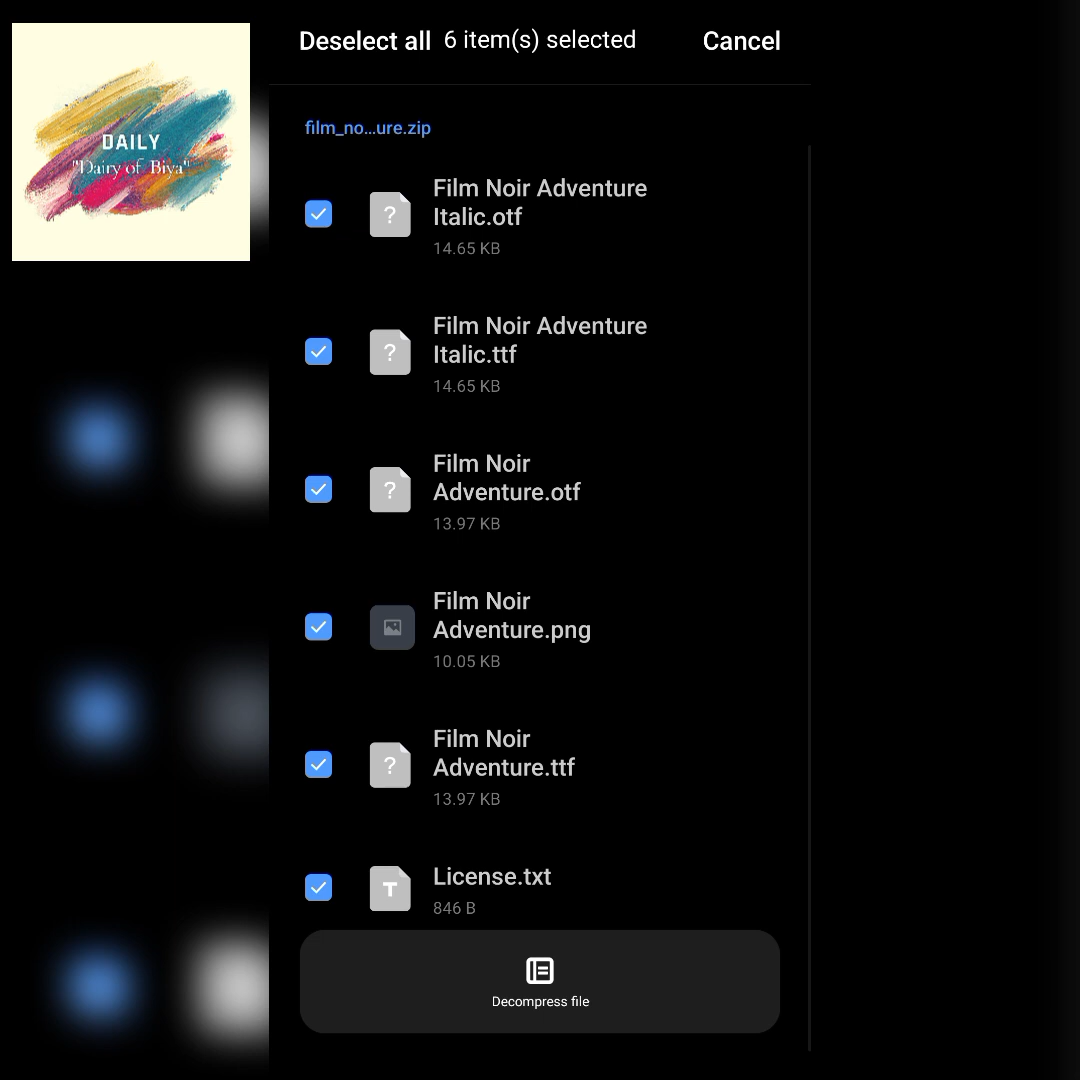 DAILY
"Dairy of Biya"
Deselect all 6 item(s) selected Cancel
film_no...ure.zip
Film Noir Adventure
Italic.otf
14.65 KB
Film Noir Adventure
Italic.ttf
14.65 KB
Film Noir
Adventure.otf
13.97 KB
Film Noir
Adventure.png
10.05 KB
Film Noir
Adventure.ttf
13.97 KB
License.txt
846 B
Decompress file